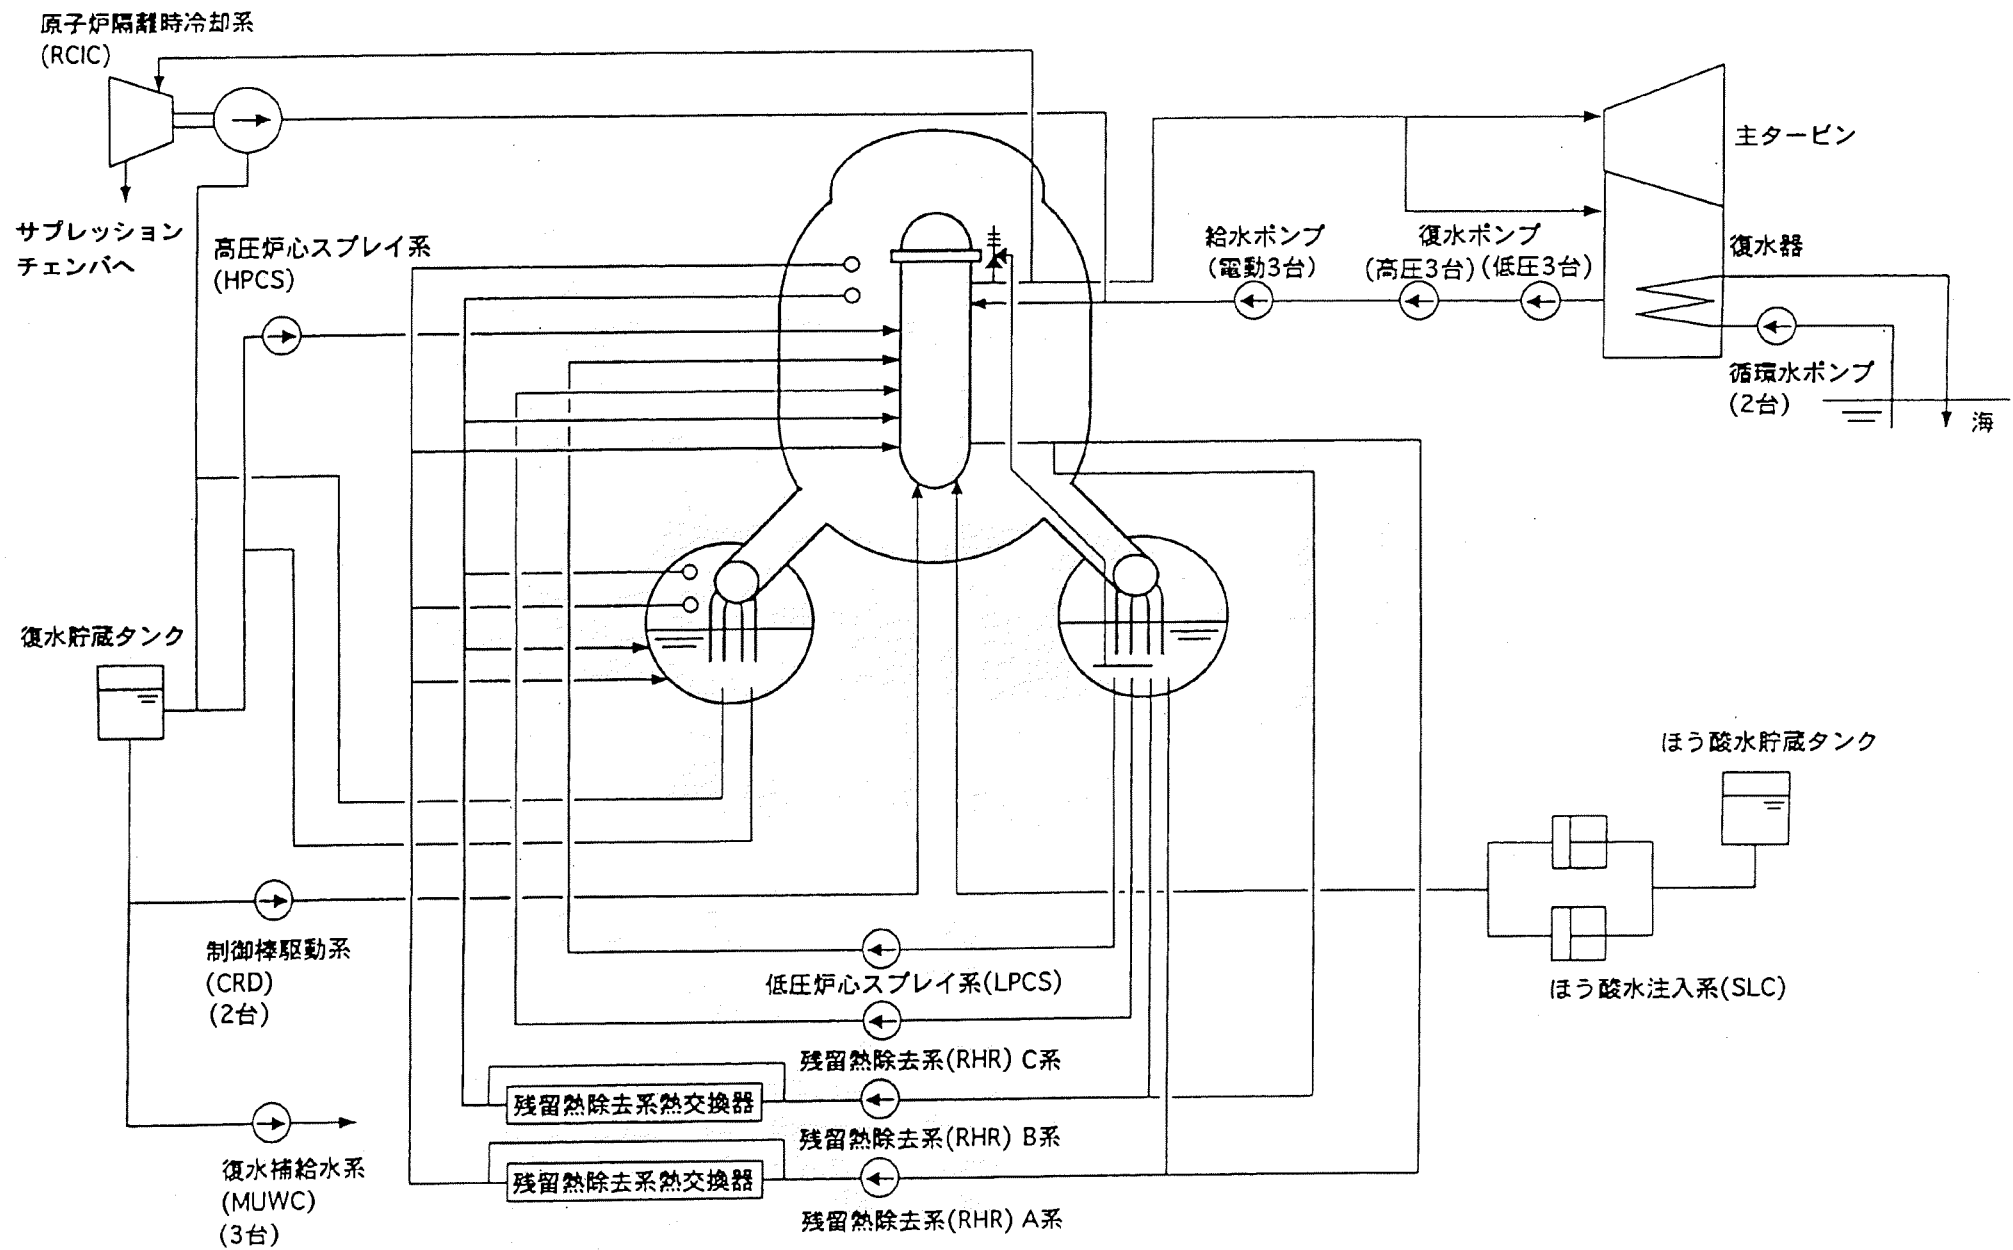 原子炉隔離時冷却系
(RCIC)
サプレッション
チェンバへ
高圧炉心スプレイ系
(HPCS)
主タービン
給水ポンプ
(電動3台)
復水ポンプ
(高圧3台)(低圧3台)
復水器
循環水ポンプ
(2台)
海
復水貯蔵タンク
ほう酸水貯蔵タンク
制御棒駆動系
(CRD)
(2台)
低圧炉心スプレイ系(LPCS)
ほう酸水注入系(SLC)
残留熱除去系(RHR) C系
残留熱除去系熱交換器
残留熱除去系(RHR) B系
残留熱除去系熱交換器
残留熱除去系(RHR) A系
復水補給水系
(MUWC)
(3台)